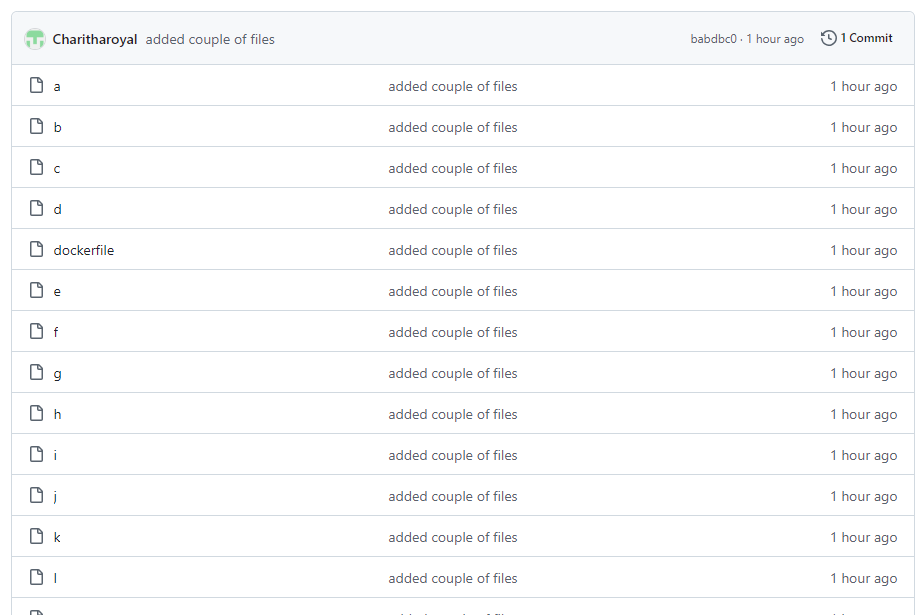 Charitharoyal added couple of files babdbc0 · 1 hour ago 1 Commit
a added couple of files 1 hour ago
b added couple of files 1 hour ago
c added couple of files 1 hour ago
d added couple of files 1 hour ago
dockerfile added couple of files 1 hour ago
e added couple of files 1 hour ago
f added couple of files 1 hour ago
g added couple of files 1 hour ago
h added couple of files 1 hour ago
i added couple of files 1 hour ago
j added couple of files 1 hour ago
k added couple of files 1 hour ago
l added couple of files 1 hour ago